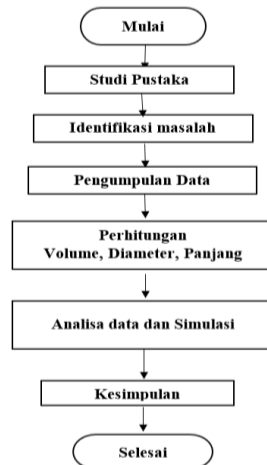 Mulai
Studi Pustaka
Identifikasi masalah
Pengumpulan Data
Perhitungan
Volume, Diameter, Panjang
Analisa data dan Simulasi
Kesimpulan
Selesai